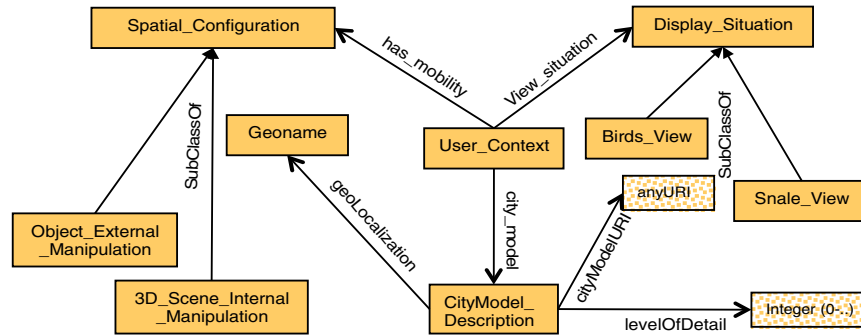 Spatial_Configuration
Display_Situation
has_mobility
View_situation
SubClassOf
Geoname
User_Context
Birds_View
SubClassOf
geoLocalization
city_model
anyURI
Snale_View
Object_External
_Manipulation
cityModelURI
3D_Scene_Internal
_Manipulation
CityModel_
Description
levelOfDetail
Integer (0-..)